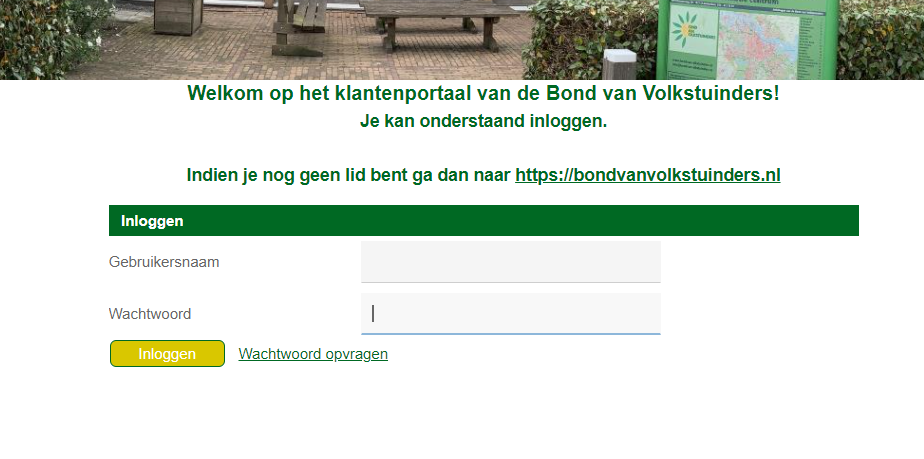 Welkom op het klantenportaal van de Bond van Volkstuinders!
Je kan onderstaand inloggen.
Indien je nog geen lid bent ga dan naar https://bondvanvolkstuinders.nl
Inloggen
Gebruikersnaam
Wachtwoord
Inloggen Wachtwoord opvragen